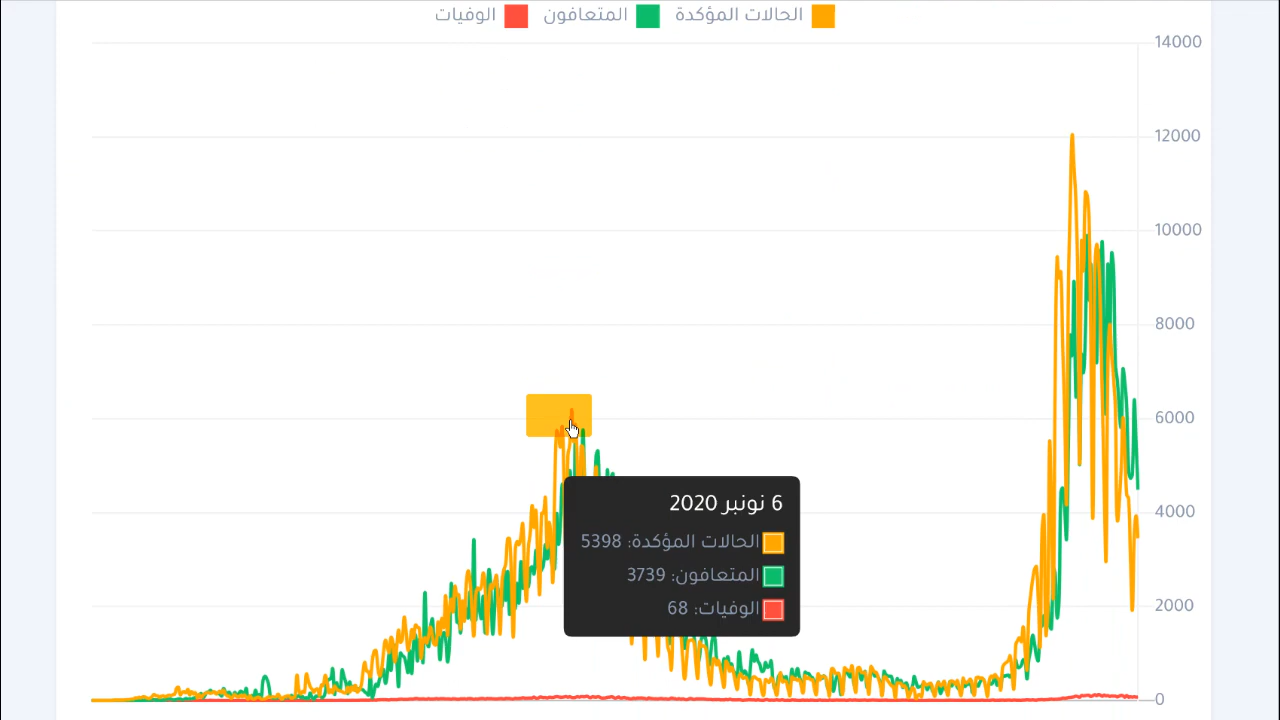 الحالات المؤكدة
المتعافون
الوفيات
14000
12000
10000
8000
6000
4000
2000
0
6 نونبر 2020
الحالات المؤكدة: 5398
المتعافون: 3739
الوفيات: 68